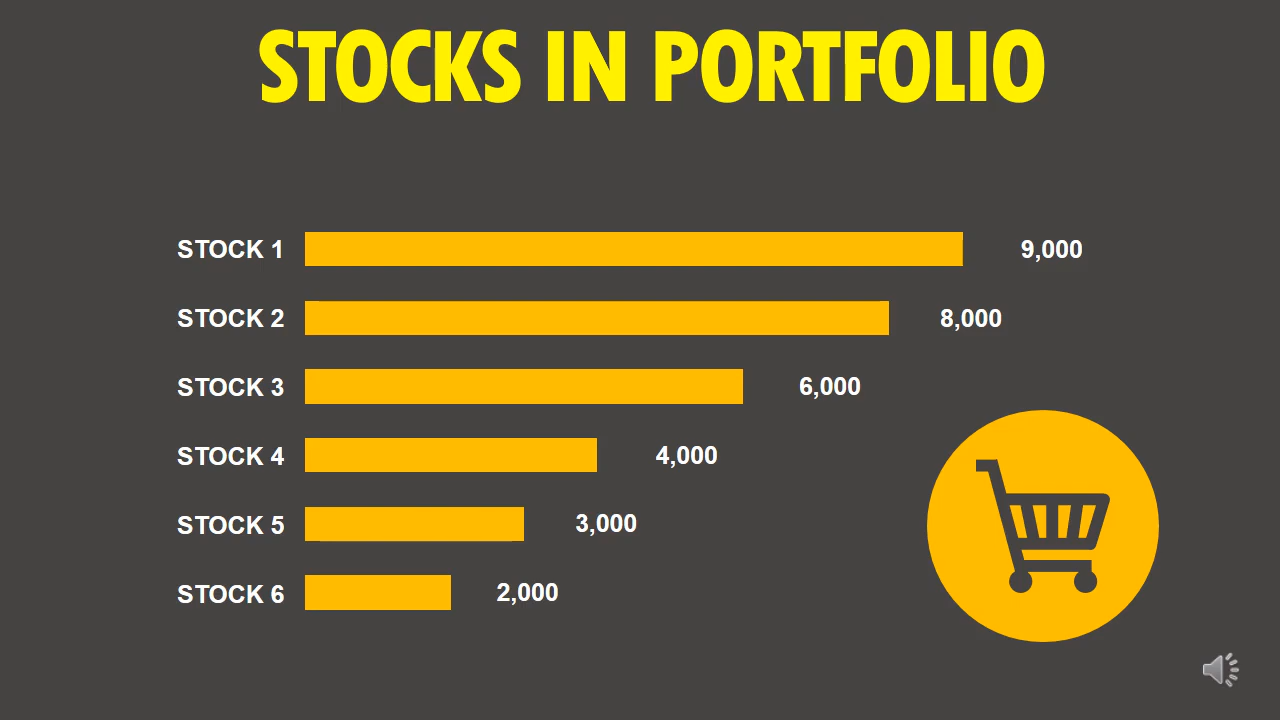 STOCKS IN PORTFOLIO
STOCK 1 9,000
STOCK 2 8,000
STOCK 3 6,000
STOCK 4 4,000
STOCK 5 3,000
STOCK 6 2,000